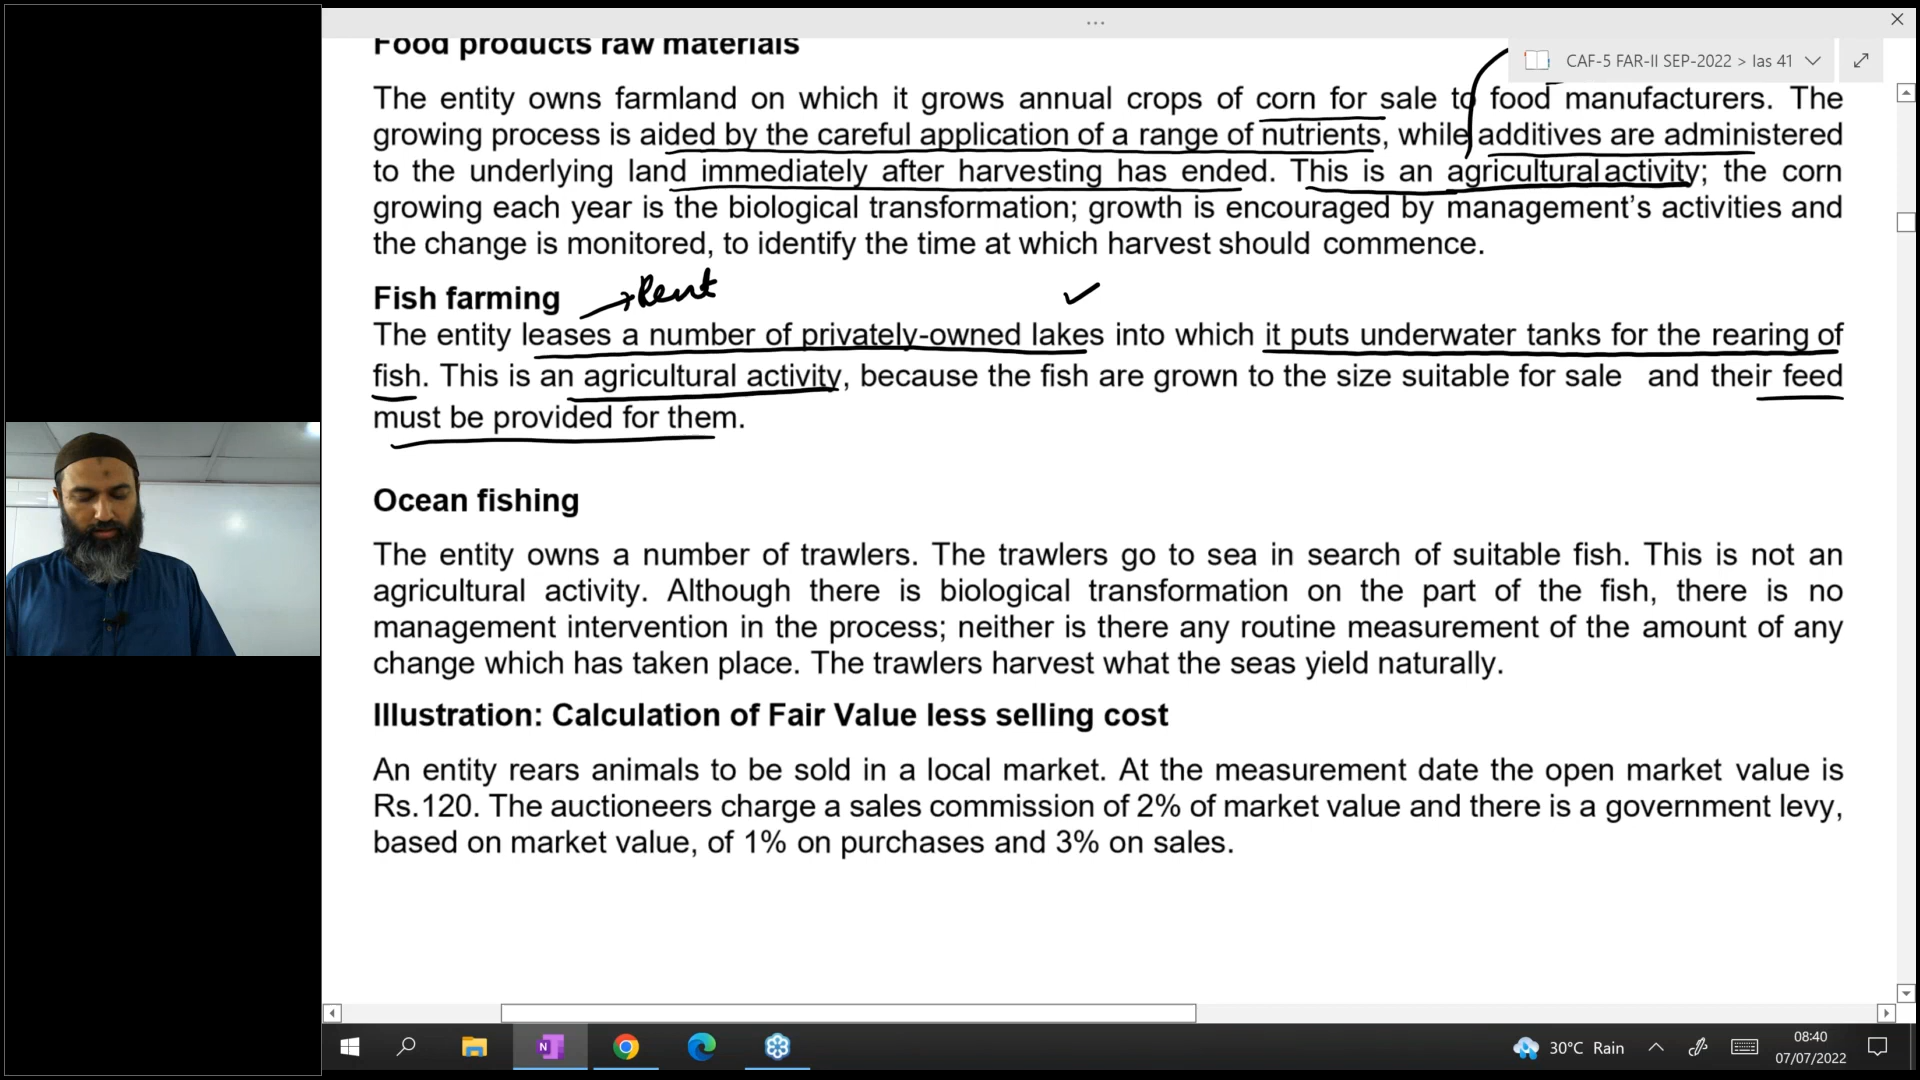 CAF-5 FAR-II SEP-2022 > Ias 41
Food products raw materials
The entity owns farmland on which it grows annual crops of corn for sale to food manufacturers. The
growing process is aided by the careful application of a range of nutrients, while additives are administered
to the underlying land immediately after harvesting has ended. This is an agricultural activity; the corn
growing each year is the biological transformation; growth is encouraged by management’s activities and
the change is monitored, to identify the time at which harvest should commence.
Fish farming
Rent
The entity leases a number of privately-owned lakes into which it puts underwater tanks for the rearing of
fish. This is an agricultural activity, because the fish are grown to the size suitable for sale and their feed
must be provided for them.
Ocean fishing
The entity owns a number of trawlers. The trawlers go to sea in search of suitable fish. This is not an
agricultural activity. Although there is biological transformation on the part of the fish, there is no
management intervention in the process; neither is there any routine measurement of the amount of any
change which has taken place. The trawlers harvest what the seas yield naturally.
Illustration: Calculation of Fair Value less selling cost
An entity rears animals to be sold in a local market. At the measurement date the open market value is
Rs.120. The auctioneers charge a sales commission of 2% of market value and there is a government levy,
based on market value, of 1% on purchases and 3% on sales.
N
30°C Rain
08:40
07/07/2022